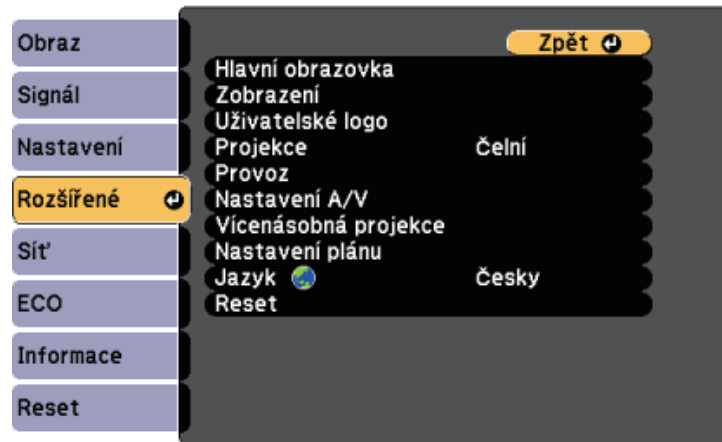 Obraz
Signál
Nastavení
Rozšířené
Síť
ECO
Informace
Reset
Zpět
Hlavní obrazovka
Zobrazení
Uživatelské logo
Projekce Čelní
Provoz
Nastavení A/V
Vícenásobná projekce
Nastavení plánu
Jazyk Česky
Reset